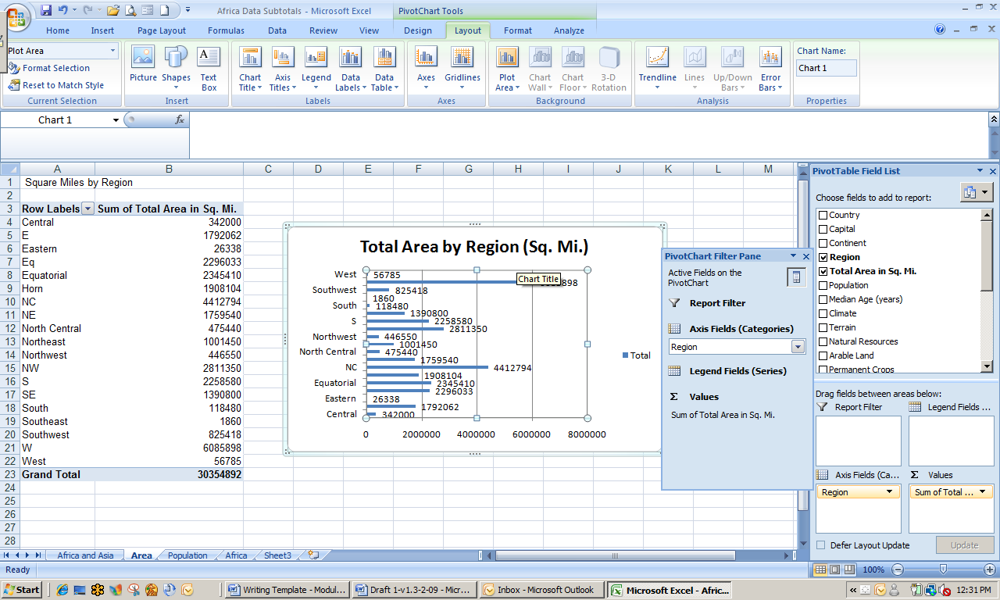 Africa Data Subtotals - Microsoft Excel
PivotChart Tools
Home Insert Page Layout Formulas Data Review View Design Layout Format Analyze
Plot Area
Format Selection
Reset to Match Style
Current Selection
Picture Shapes Text Box
Insert
Chart Title Axis Titles Legend Data Labels Data Table
Labels
Axes Gridlines
Axes
Plot Area Chart Wall Chart Floor 3-D Rotation
Background
Trendline Lines Up/Down Bars Error Bars
Analysis
Chart Name:
Chart 1
Properties
Chart 1 fx
A B C D E F G H I J K L M
1 Square Miles by Region
2
3 Row Labels Sum of Total Area in Sq. Mi.
4 Central 342000
5 E 1792062
6 Eastern 26338
7 Eq 2296033
8 Equatorial 2345410
9 Horn 1908104
10 NC 4412794
11 NE 1759540
12 North Central 475440
13 Northeast 1001450
14 Northwest 446550
15 NW 2811350
16 S 2258580
17 SE 1390800
18 South 118480
19 Southeast 1860
20 Southwest 825418
21 W 6085898
22 West 56785
23 Grand Total 30354892
24
25
26
27
28
Total Area by Region (Sq. Mi.)
West 56785
Chart Title
898
Southwest 825418
1860
South 118480
1390800
S 2258580
2811350
Northwest 446550
1001450
North Central 475440
1759540
NC 4412794
1908104
Equatorial 2345410
2296033
Eastern 26338
1792062
Central 342000
0 2000000 4000000 6000000 8000000
Total
PivotChart Filter Pane
Active Fields on the
PivotChart
Report Filter
Axis Fields (Categories)
Region
Legend Fields (Series)
Σ Values
Sum of Total Area in Sq. Mi.
PivotTable Field List
Choose fields to add to report:
Country
Capital
Continent
Region
Total Area in Sq. Mi.
Population
Median Age (years)
Climate
Terrain
Natural Resources
Arable Land
Permanent Crops
Drag fields between areas below:
Report Filter Legend Fields ...
Axis Fields (Ca... Σ Values
Region Sum of Total ...
Defer Layout Update Update
Africa and Asia Area Population Africa Sheet3
Ready 100%
Start Writing Template - Modul... Draft 1-v1.3-2-09 - Micr... Inbox - Microsoft Outlook Microsoft Excel - Afric... « 12:31 PM